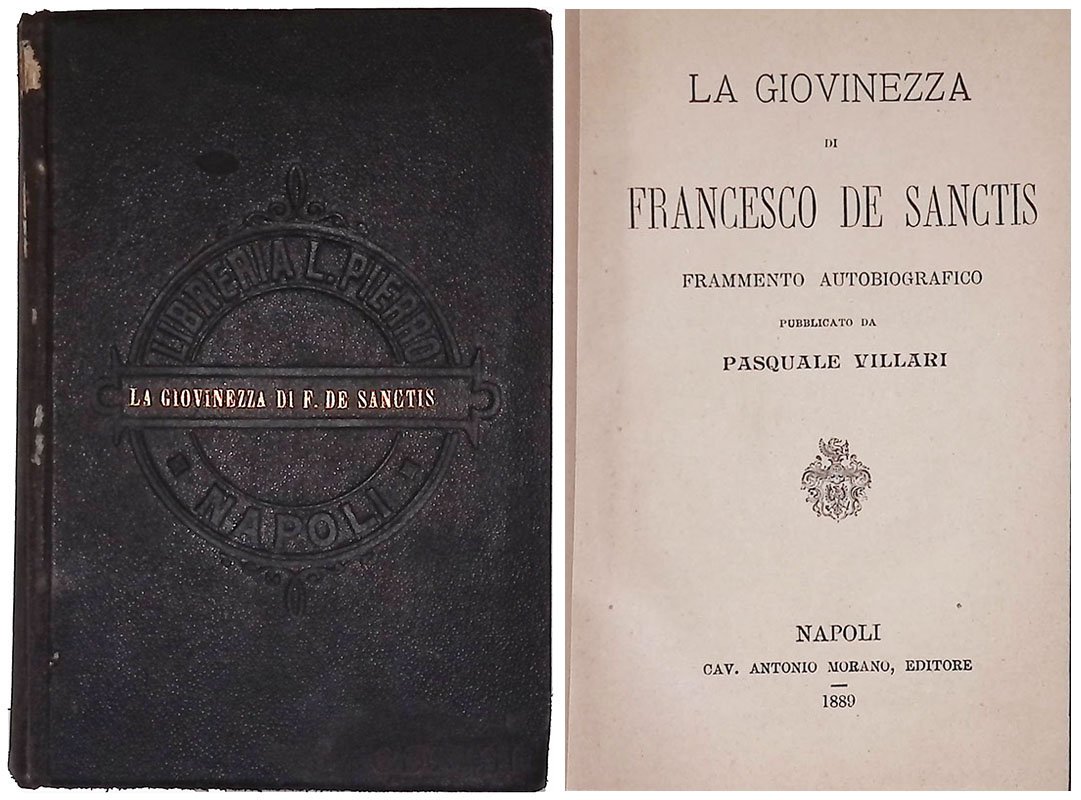 LIBRERIA L. PIERRO
LA GIOVINEZZA DI F. DE SANCTIS
NAPOLI
LA GIOVINEZZA
DI
FRANCESCO DE SANCTIS
FRAMMENTO AUTOBIOGRAFICO
PUBBLICATO DA
PASQUALE VILLARI
NAPOLI
CAV. ANTONIO MORANO, EDITORE
1889